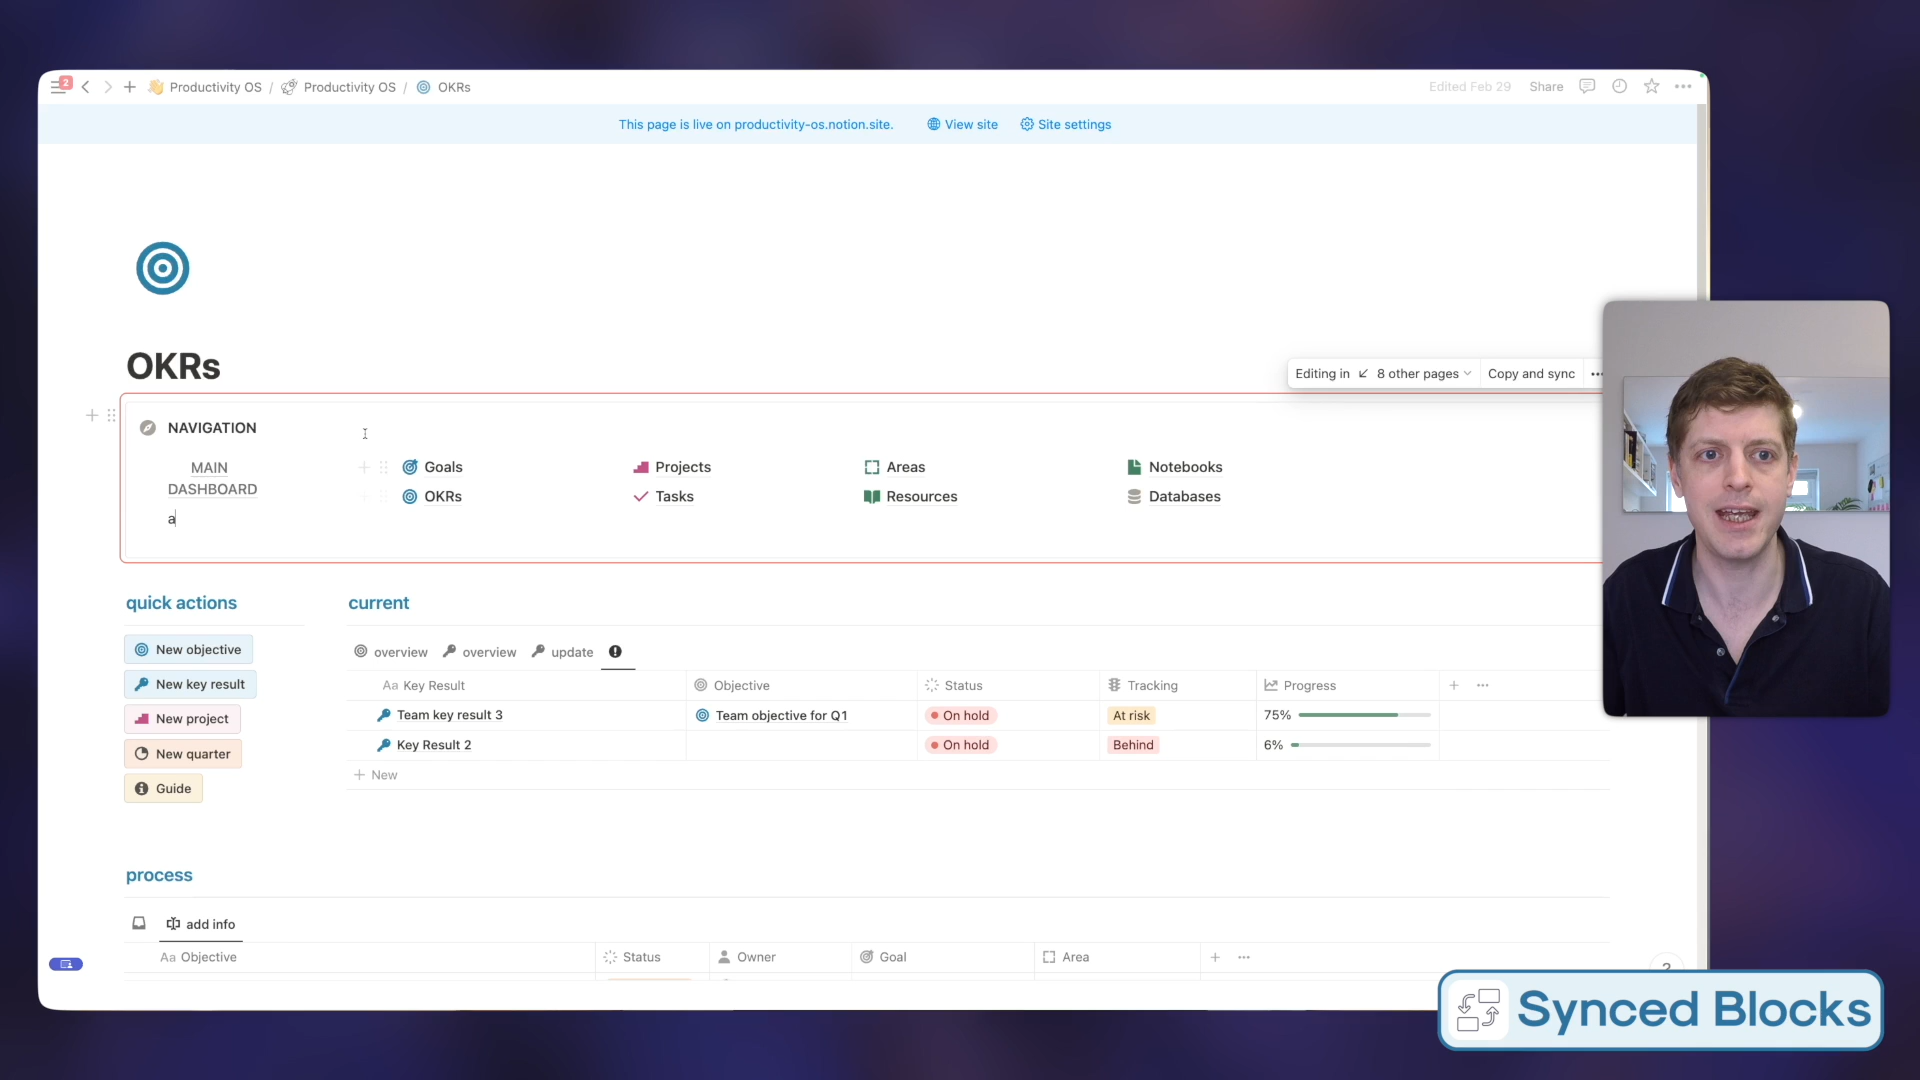 2
Productivity OS / Productivity OS / OKRs
Edited Feb 29 Share
This page is live on productivity-os.notion.site. View site Site settings
OKRs
Editing in 8 other pages Copy and sync
NAVIGATION
MAIN
DASHBOARD
a
Goals Projects Areas Notebooks
OKRs Tasks Resources Databases
quick actions
New objective
New key result
New project
New quarter
Guide
current
overview overview update
Aa Key Result Objective Status Tracking Progress
Team key result 3 Team objective for Q1 On hold At risk 75%
Key Result 2 On hold Behind 6%
New
process
add info
Aa Objective Status Owner Goal Area
?
Synced Blocks